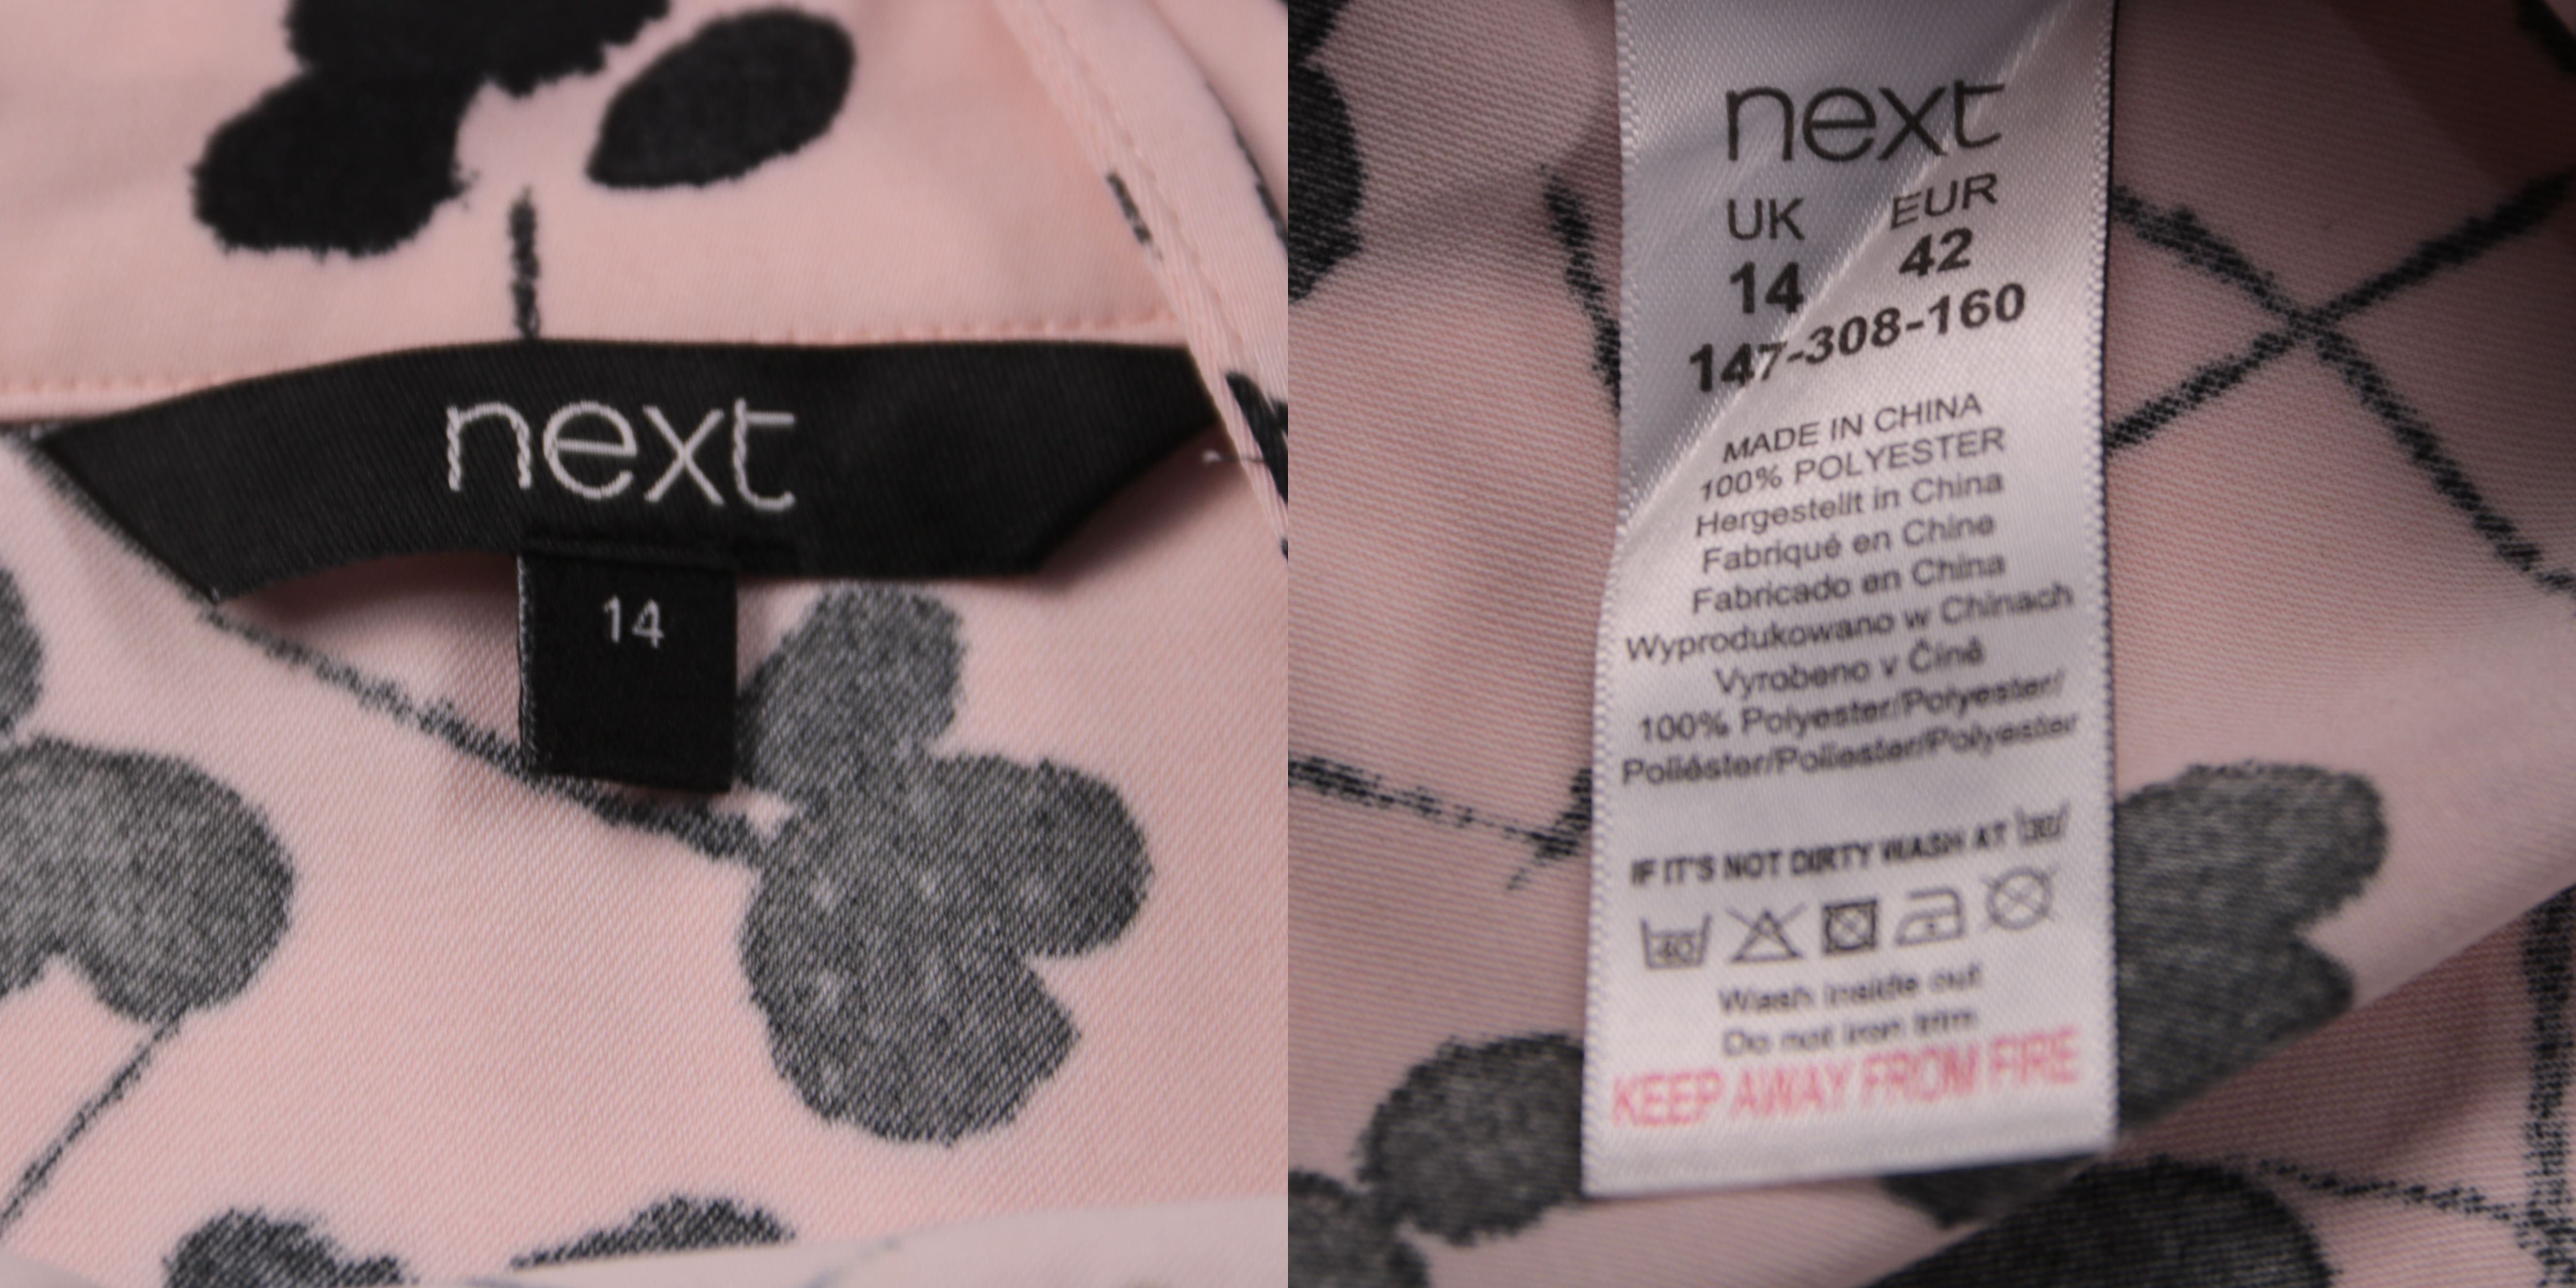 next
14
next
UK EUR
14 42
147-308-160
MADE IN CHINA
100% POLYESTER
Hergestellt in China
Fabriqué en Chine
Fabricado en China
Wyprodukowano w Chinach
Vyrobeno v Číně
100% Polyester/Polyester/
Poliéster/Poliester/Polyester
IF IT'S NOT DIRTY WASH AT 30
40
Wash inside out
Do not iron trim
KEEP AWAY FROM FIRE